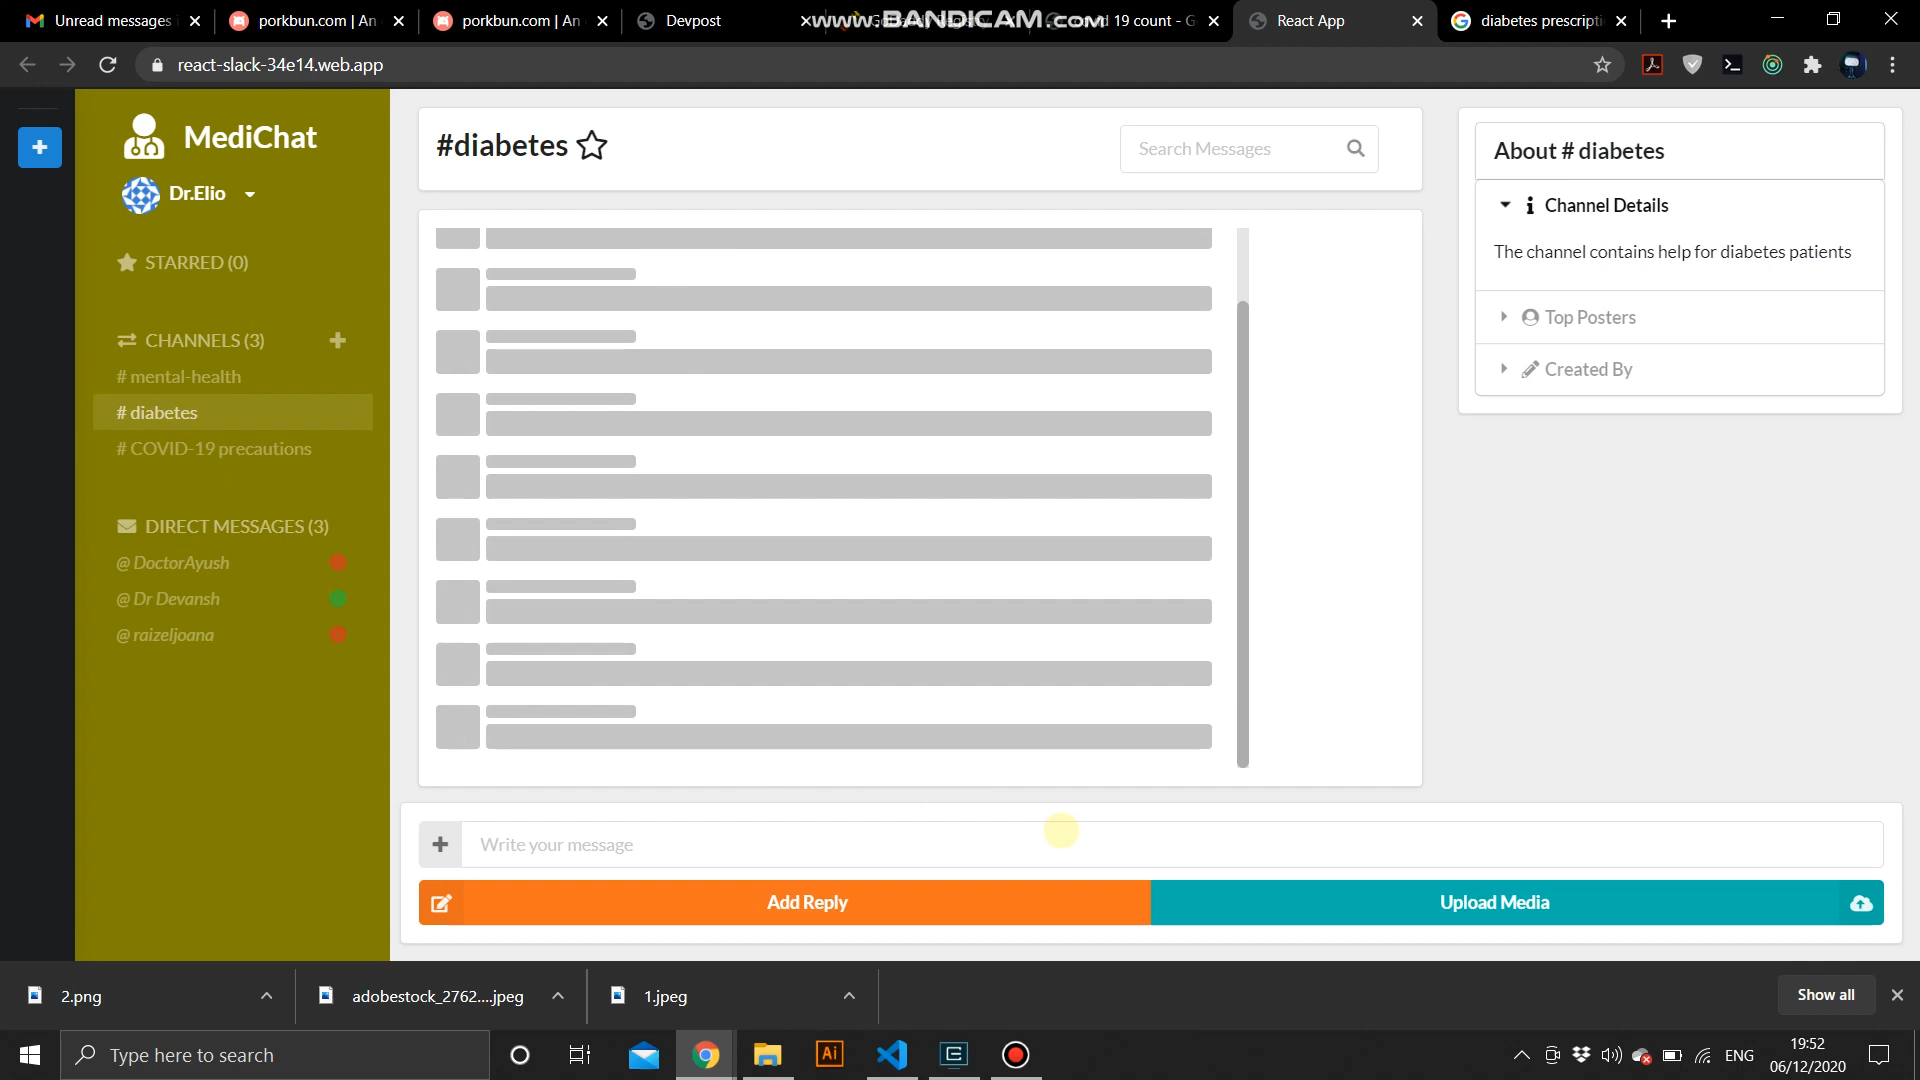 Unread messages
porkbun.com | An
porkbun.com | An
Devpost
www.BANDICAM.com
19 count - G
React App
diabetes prescripti
react-slack-34e14.web.app
MediChat
Dr.Elio
STARRED (0)
CHANNELS (3)
# mental-health
# diabetes
# COVID-19 precautions
DIRECT MESSAGES (3)
@ DoctorAyush
@ Dr Devansh
@ raizeljoana
#diabetes
Search Messages
About # diabetes
Channel Details
The channel contains help for diabetes patients
Top Posters
Created By
Write your message
Add Reply
Upload Media
2.png
adobestock_2762....jpeg
1.jpeg
Show all
Type here to search
Ai
ENG
19:52
06/12/2020